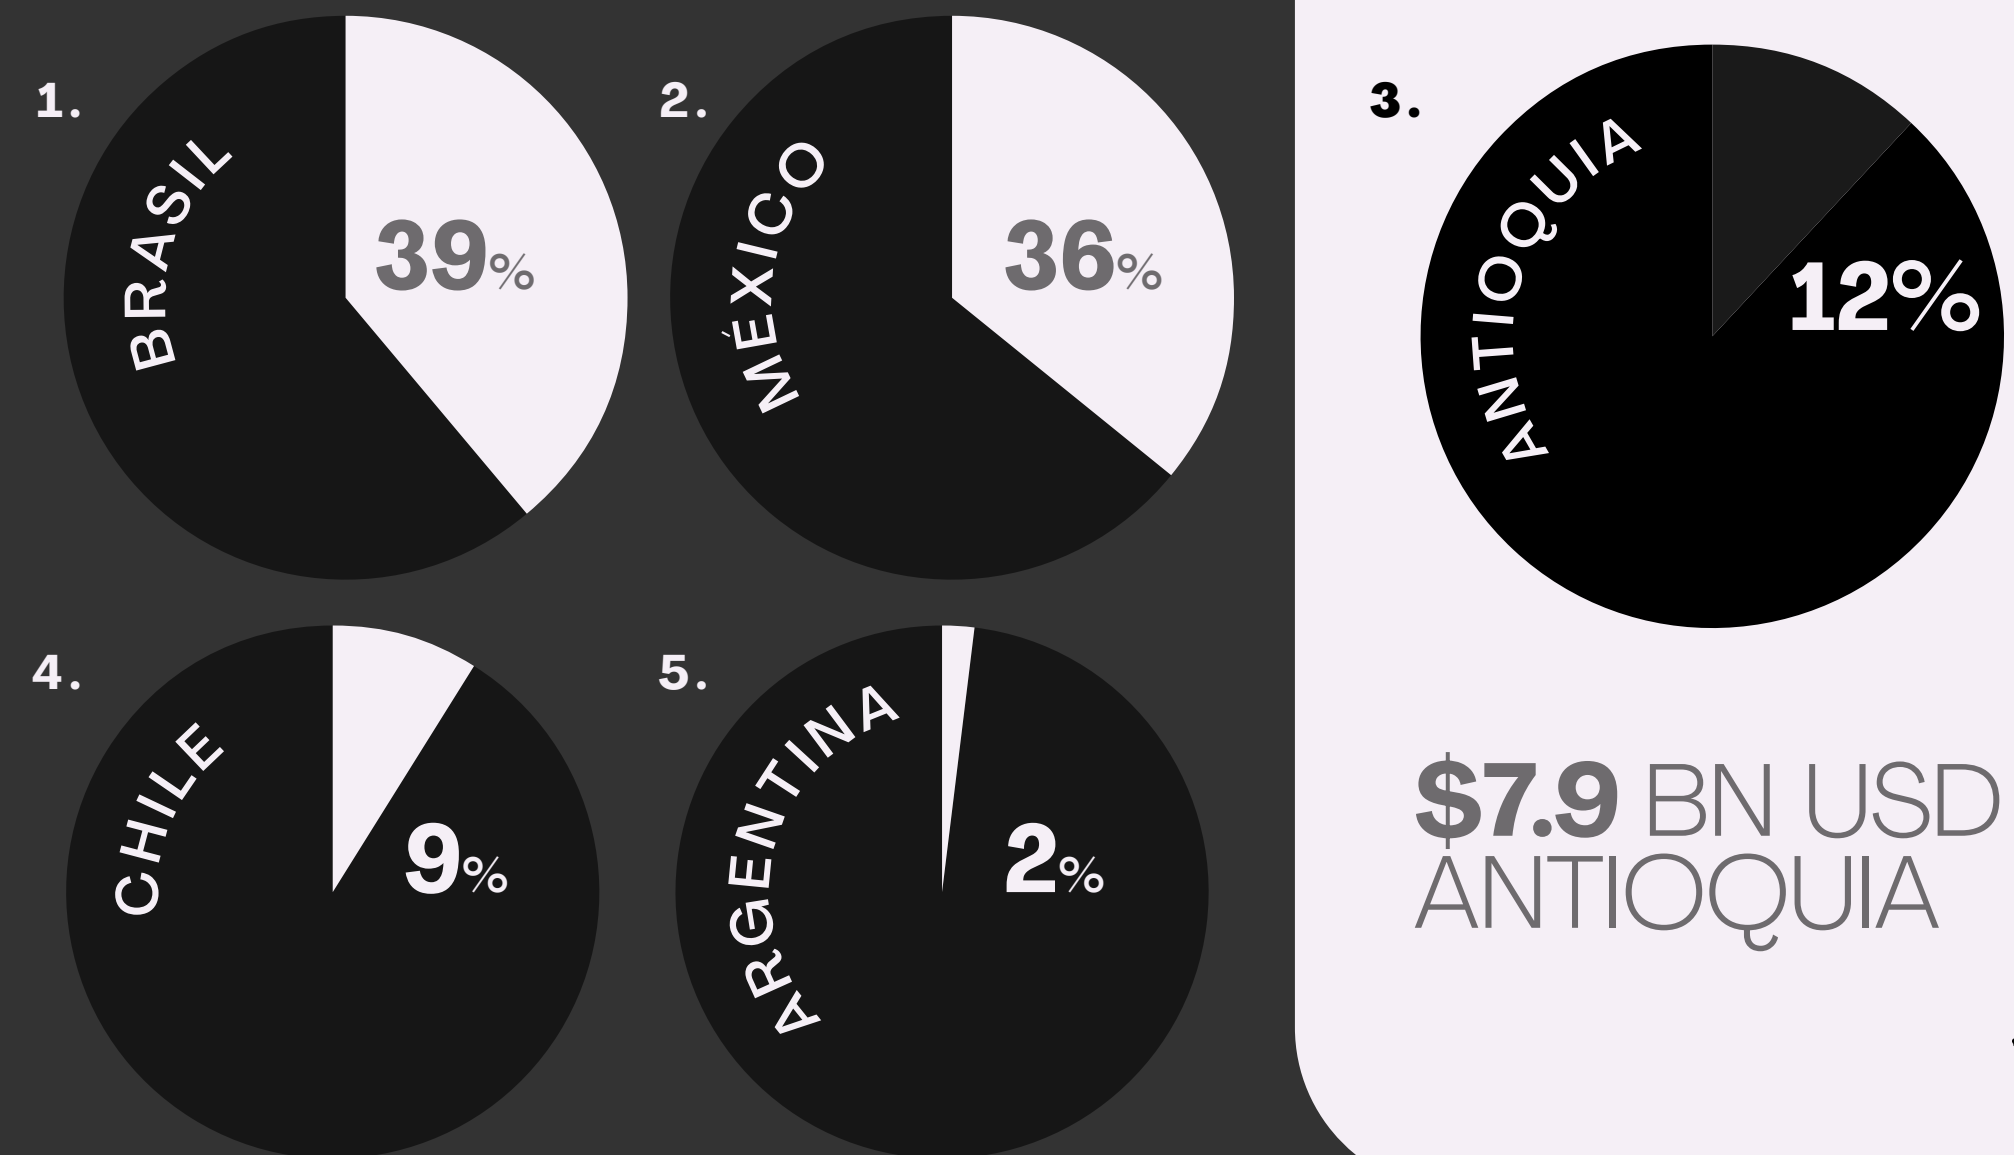 1.
BRASIL
39%
2.
MÉXICO
36%
3.
ANTIOQUIA
12%
4.
CHILE
9%
5.
ARGENTINA
2%
$7.9 BN USD
ANTIOQUIA